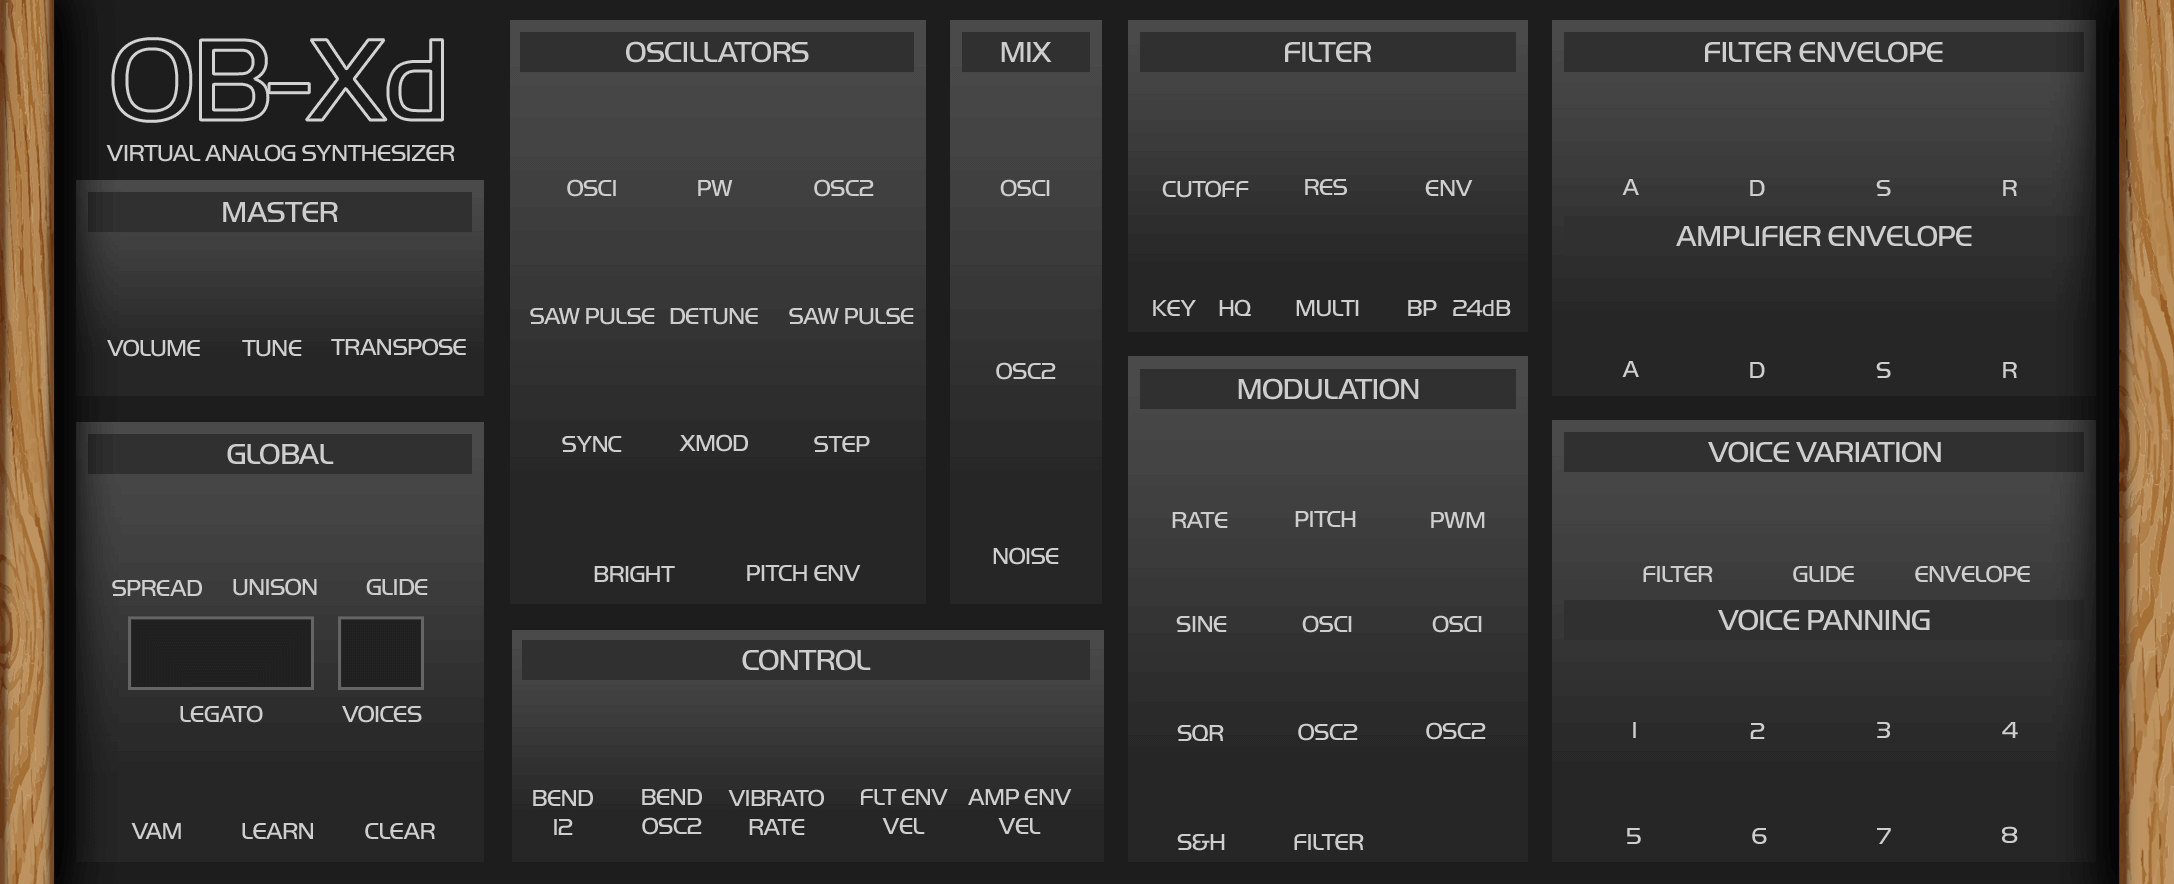 OB-Xd
VIRTUAL ANALOG SYNTHESIZER
MASTER
VOLUME TUNE TRANSPOSE
GLOBAL
SPREAD UNISON GLIDE
LEGATO VOICES
VAM LEARN CLEAR
OSCILLATORS
OSC1 PW OSC2
SAW PULSE DETUNE SAW PULSE
SYNC XMOD STEP
BRIGHT PITCH ENV
MIX
OSC1
OSC2
NOISE
CONTROL
BEND BEND VIBRATO FLT ENV AMP ENV
12 OSC2 RATE VEL VEL
FILTER
CUTOFF RES ENV
KEY HQ MULTI BP 24dB
MODULATION
RATE PITCH PWM
SINE OSC1 OSC1
SQR OSC2 OSC2
S&H FILTER
FILTER ENVELOPE
A D S R
AMPLIFIER ENVELOPE
A D S R
VOICE VARIATION
FILTER GLIDE ENVELOPE
VOICE PANNING
1 2 3 4
5 6 7 8